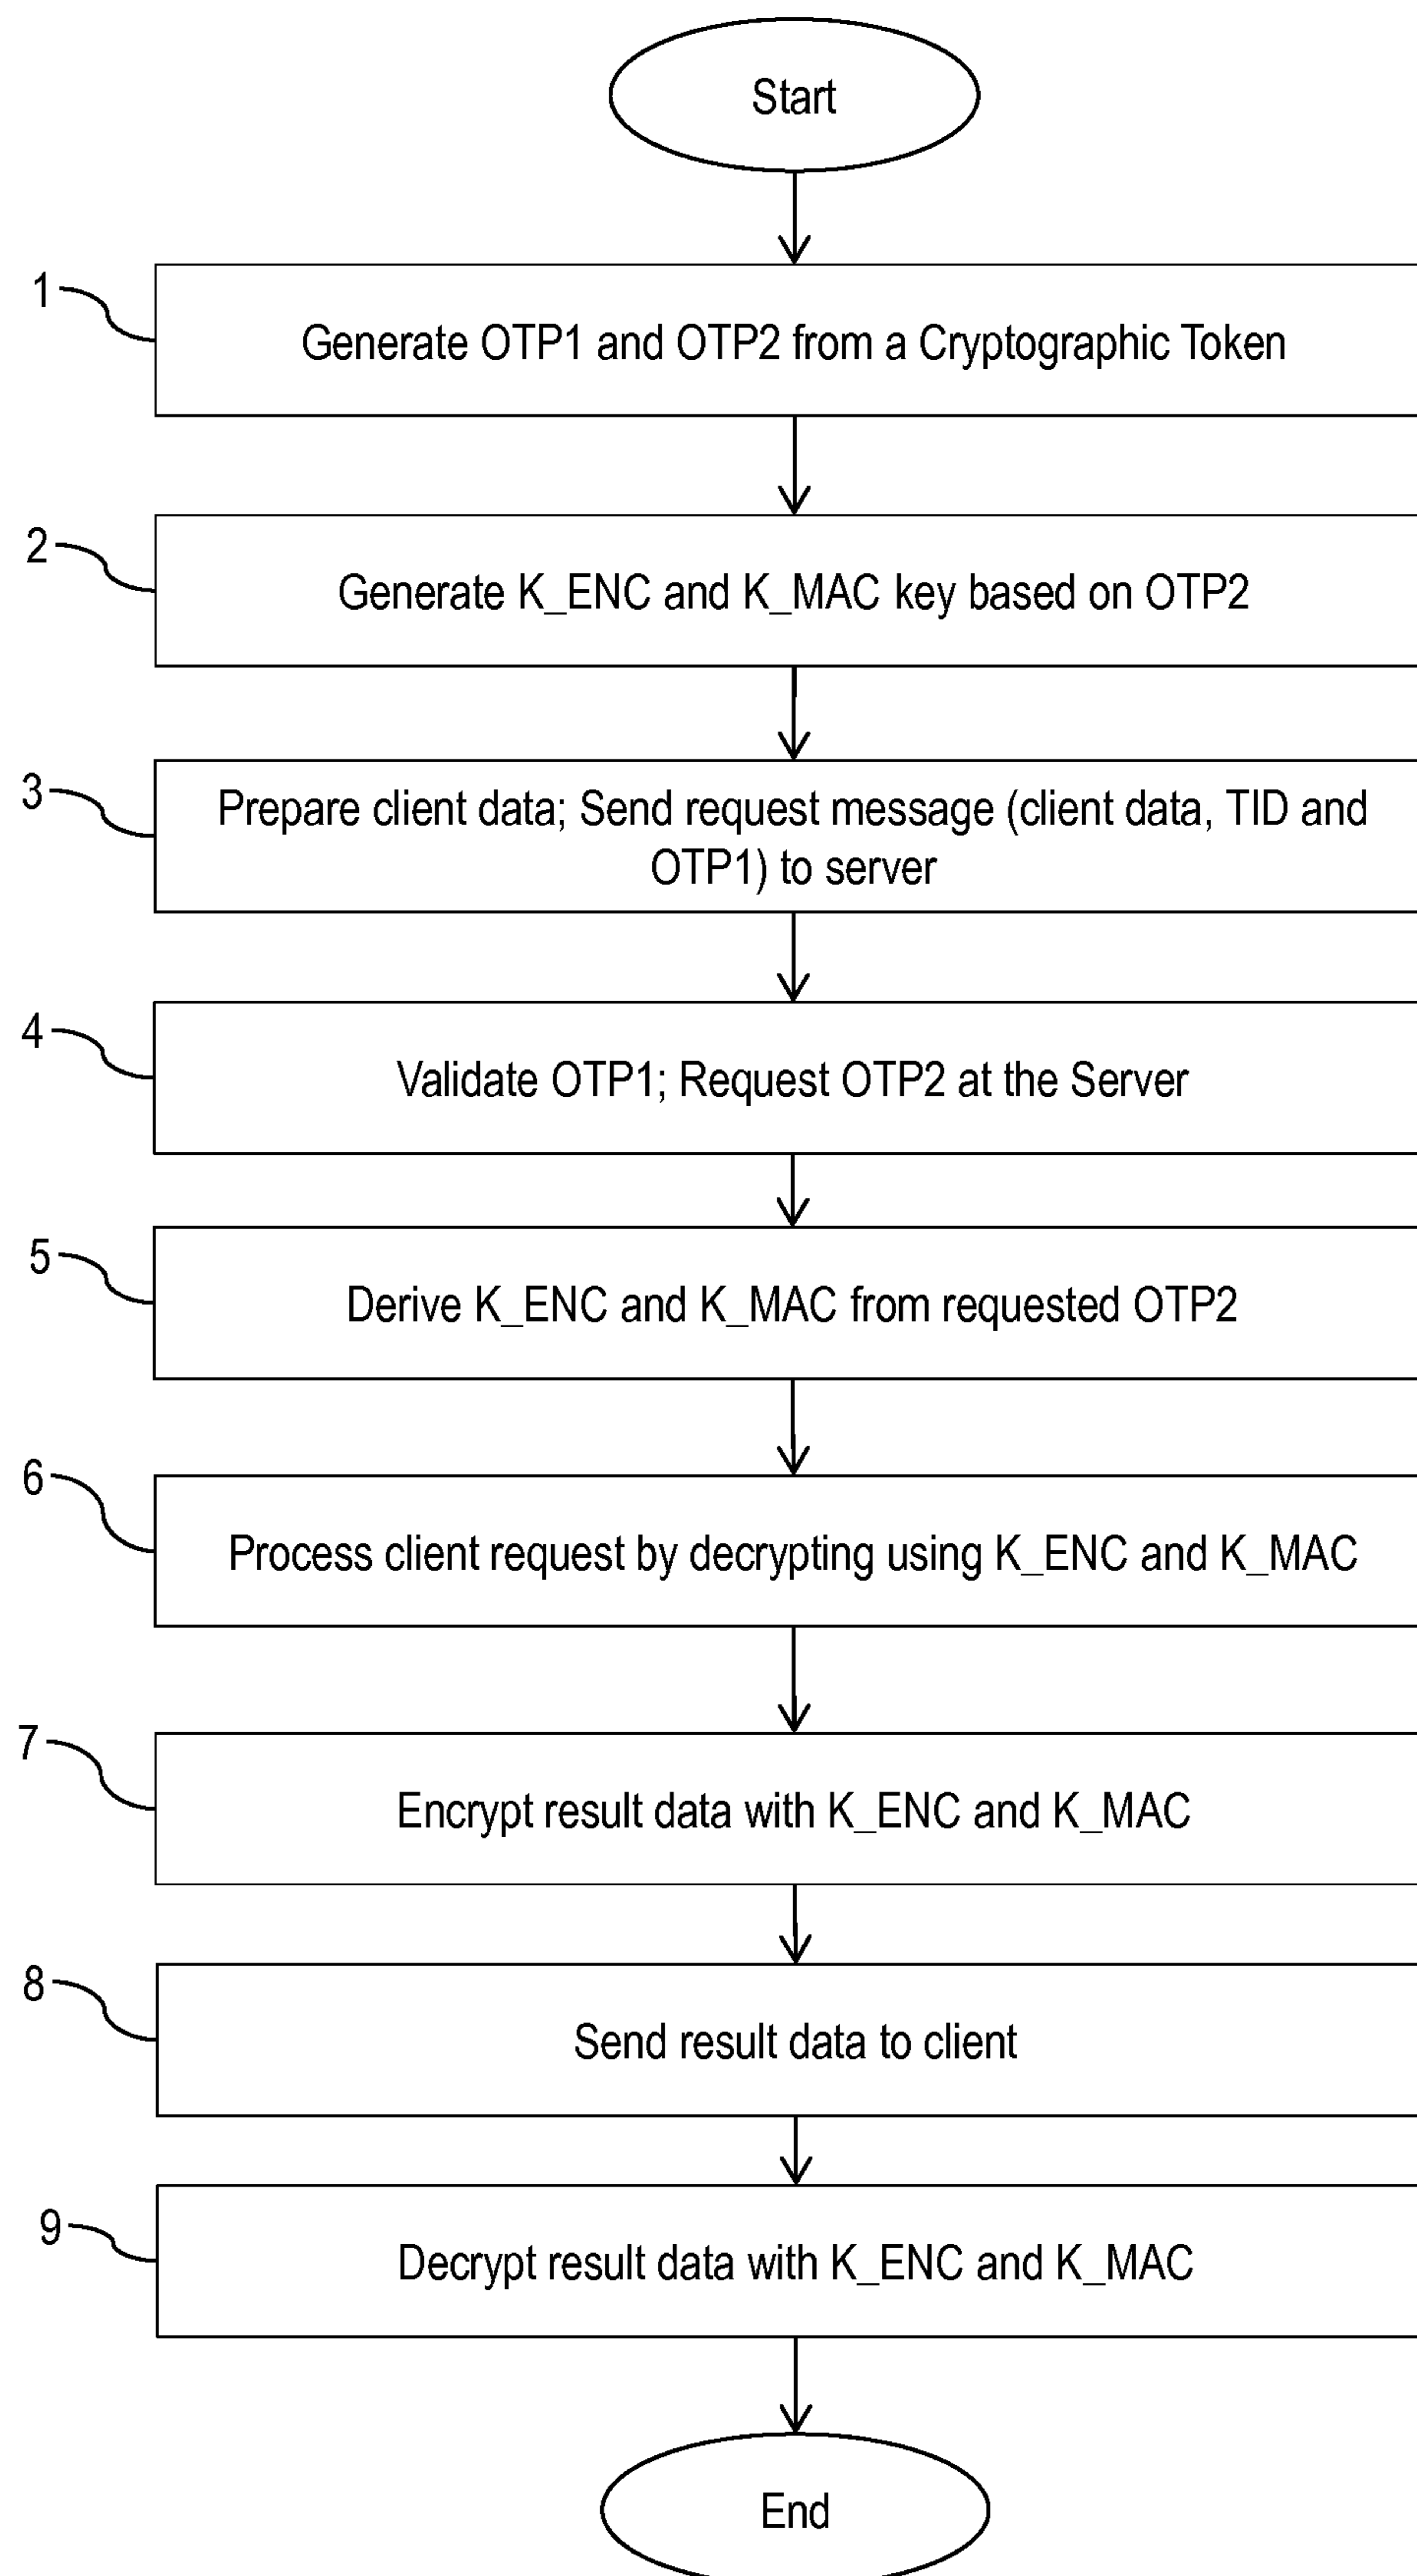 Start
1
Generate OTP1 and OTP2 from a Cryptographic Token
2
Generate K_ENC and K_MAC key based on OTP2
3
Prepare client data; Send request message (client data, TID and
OTP1) to server
4
Validate OTP1; Request OTP2 at the Server
5
Derive K_ENC and K_MAC from requested OTP2
6
Process client request by decrypting using K_ENC and K_MAC
7
Encrypt result data with K_ENC and K_MAC
8
Send result data to client
9
Decrypt result data with K_ENC and K_MAC
End